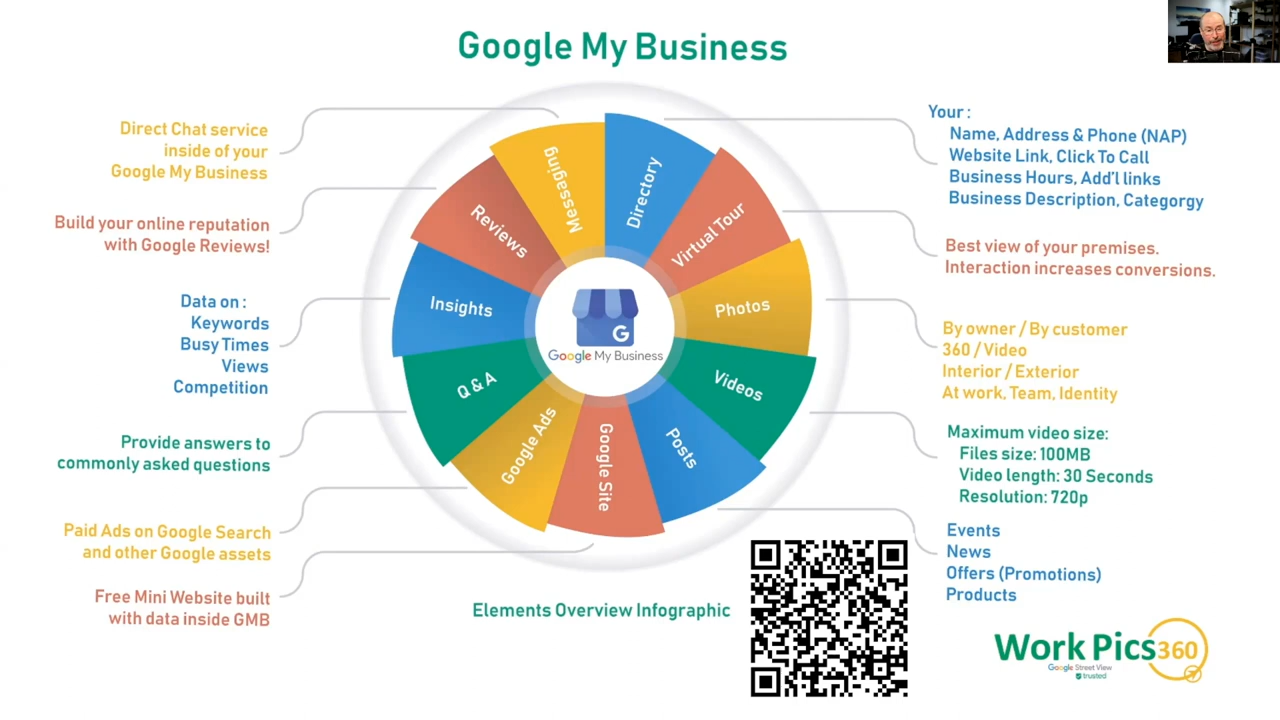 Google My Business
Direct Chat service
inside of your
Google My Business
Build your online reputation
with Google Reviews!
Data on :
Keywords
Busy Times
Views
Competition
Provide answers to
commonly asked questions
Paid Ads on Google Search
and other Google assets
Free Mini Website built
with data inside GMB
Messaging
Directory
Reviews
Virtual Tour
Insights
Photos
Q & A
Videos
Google Ads
Google Site
Posts
G
Google My Business
Your :
Name, Address & Phone (NAP)
Website Link, Click To Call
Business Hours, Add'l links
Business Description, Categorgy
Best view of your premises.
Interaction increases conversions.
By owner / By customer
360 / Video
Interior / Exterior
At work, Team, Identity
Maximum video size:
Files size: 100MB
Video length: 30 Seconds
Resolution: 720p
Events
News
Offers (Promotions)
Products
Elements Overview Infographic
Work Pics 360
Google Street View
trusted